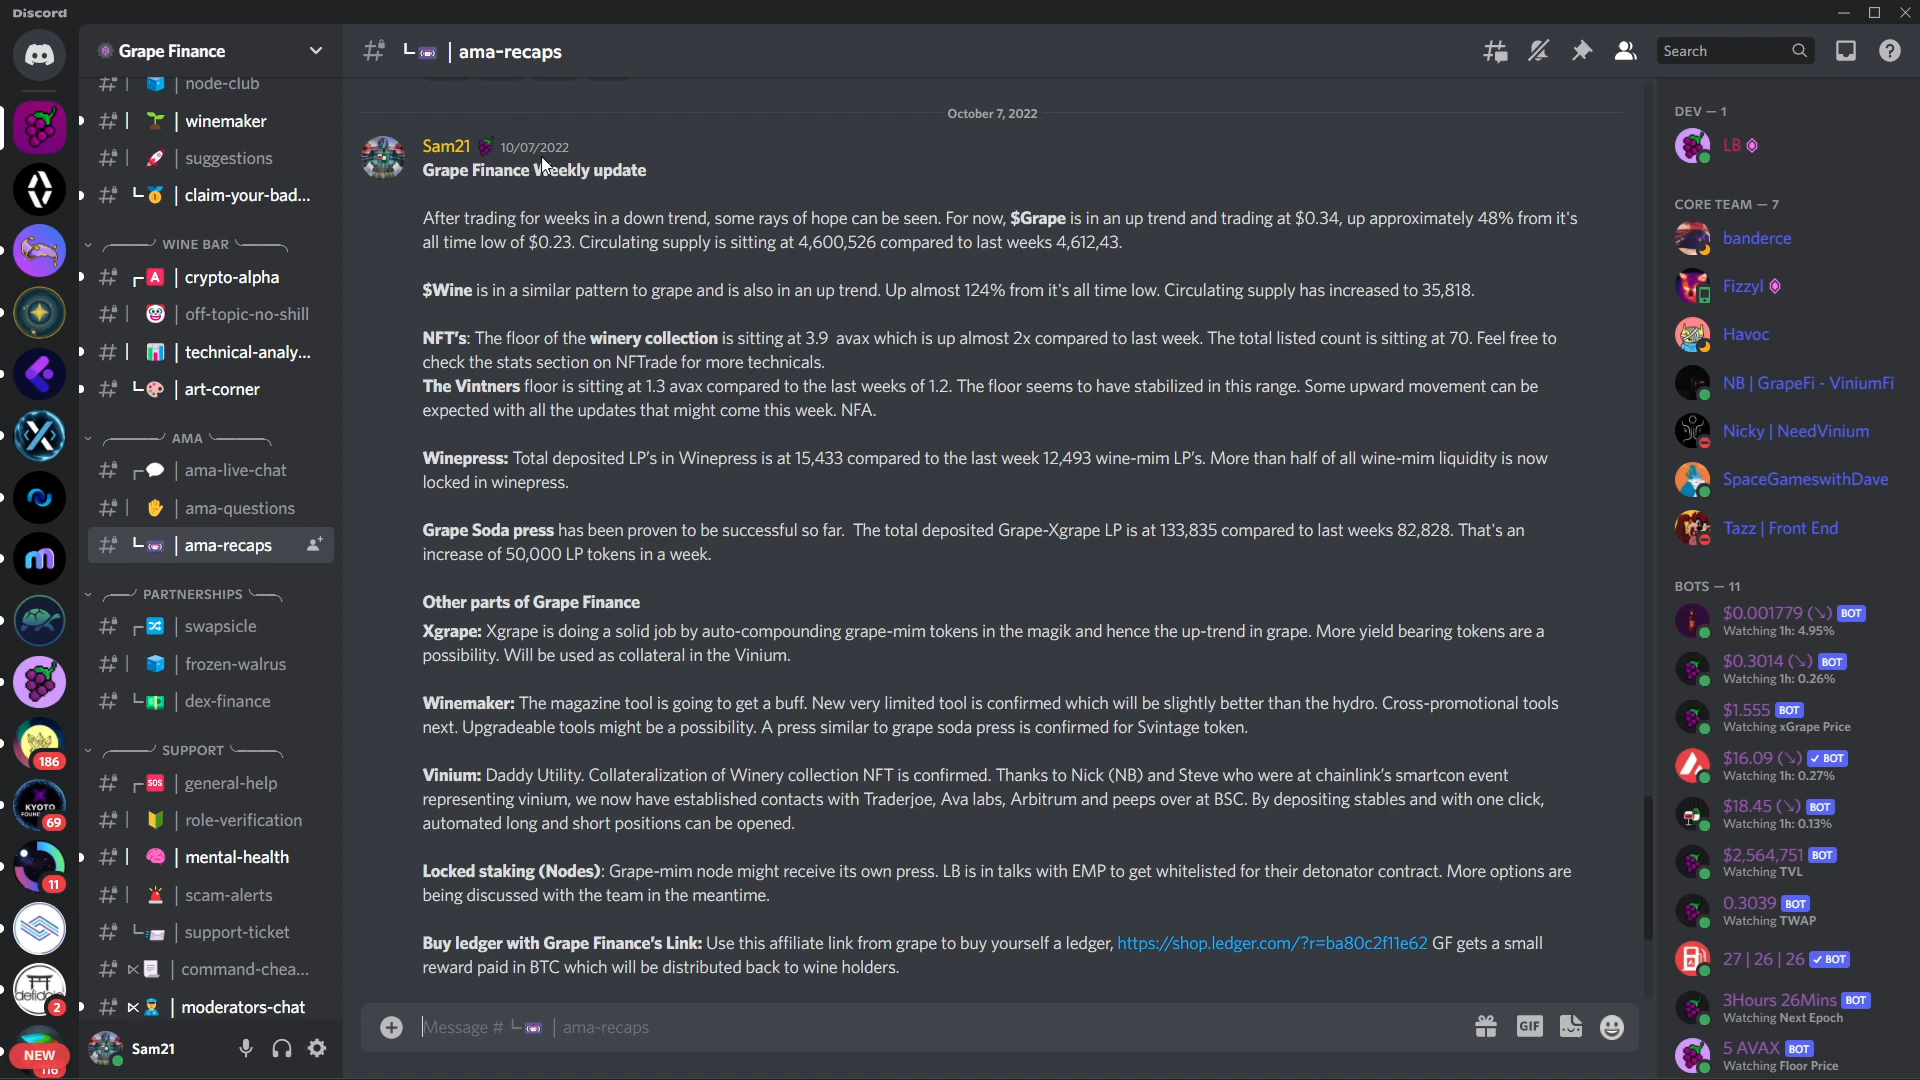 Discord
Grape Finance
node-club
winemaker
suggestions
claim-your-bad...
WINE BAR
crypto-alpha
off-topic-no-shill
technical-analy...
art-corner
AMA
ama-live-chat
ama-questions
ama-recaps
PARTNERSHIPS
swapsicle
frozen-walrus
dex-finance
SUPPORT
general-help
role-verification
mental-health
scam-alerts
support-ticket
command-chea...
moderators-chat
Sam21
186
KYOTO
69
11
defidojo
2
NEW
116
| ama-recaps
Search
October 7, 2022
Sam21 10/07/2022
Grape Finance Weekly update
After trading for weeks in a down trend, some rays of hope can be seen. For now, $Grape is in an up trend and trading at $0.34, up approximately 48% from it's
all time low of $0.23. Circulating supply is sitting at 4,600,526 compared to last weeks 4,612,43.
$Wine is in a similar pattern to grape and is also in an up trend. Up almost 124% from it's all time low. Circulating supply has increased to 35,818.
NFT's: The floor of the winery collection is sitting at 3.9 avax which is up almost 2x compared to last week. The total listed count is sitting at 70. Feel free to
check the stats section on NFTrade for more technicals.
The Vintners floor is sitting at 1.3 avax compared to the last weeks of 1.2. The floor seems to have stabilized in this range. Some upward movement can be
expected with all the updates that might come this week. NFA.
Winepress: Total deposited LP's in Winepress is at 15,433 compared to the last week 12,493 wine-mim LP's. More than half of all wine-mim liquidity is now
locked in winepress.
Grape Soda press has been proven to be successful so far. The total deposited Grape-Xgrape LP is at 133,835 compared to last weeks 82,828. That's an
increase of 50,000 LP tokens in a week.
Other parts of Grape Finance
Xgrape: Xgrape is doing a solid job by auto-compounding grape-mim tokens in the magik and hence the up-trend in grape. More yield bearing tokens are a
possibility. Will be used as collateral in the Vinium.
Winemaker: The magazine tool is going to get a buff. New very limited tool is confirmed which will be slightly better than the hydro. Cross-promotional tools
next. Upgradeable tools might be a possibility. A press similar to grape soda press is confirmed for Svintage token.
Vinium: Daddy Utility. Collateralization of Winery collection NFT is confirmed. Thanks to Nick (NB) and Steve who were at chainlink's smartcon event
representing vinium, we now have established contacts with Traderjoe, Ava labs, Arbitrum and peeps over at BSC. By depositing stables and with one click,
automated long and short positions can be opened.
Locked staking (Nodes): Grape-mim node might receive its own press. LB is in talks with EMP to get whitelisted for their detonator contract. More options are
being discussed with the team in the meantime.
Buy ledger with Grape Finance's Link: Use this affiliate link from grape to buy yourself a ledger, https://shop.ledger.com/?r=ba80c2f11e62 GF gets a small
reward paid in BTC which will be distributed back to wine holders.
Message # | ama-recaps
GIF
DEV — 1
LB
CORE TEAM — 7
banderce
Fizzyl
Havoc
NB | GrapeFi - ViniumFi
Nicky | NeedVinium
SpaceGameswithDave
Tazz | Front End
BOTS — 11
$0.001779 (↘) BOT
Watching 1h: 4.95%
$0.3014 (↘) BOT
Watching 1h: 0.26%
$1.555 BOT
Watching xGrape Price
$16.09 (↘) ✓ BOT
Watching 1h: 0.27%
$18.45 (↘) BOT
Watching 1h: 0.13%
$2,564,751 BOT
Watching TVL
0.3039 BOT
Watching TWAP
27 | 26 | 26 ✓ BOT
3Hours 26Mins BOT
Watching Next Epoch
5 AVAX BOT
Watching Floor Price